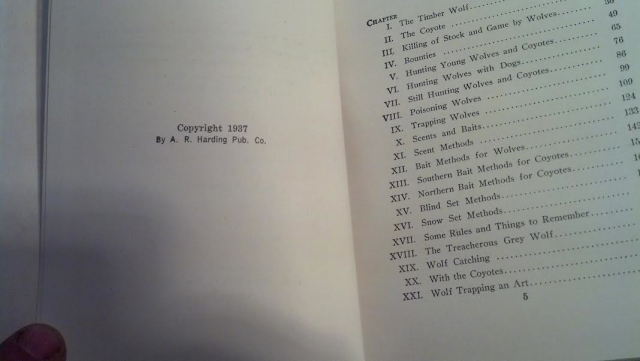 Copyright 1937
By A. R. Harding Pub. Co.
CHAPTER
I. The Timber Wolf
II. The Coyote 36
III. Killing of Stock and Game by Wolves 49
IV. Bounties 65
V. Hunting Young Wolves and Coyotes 76
VI. Hunting Wolves with Dogs 86
VII. Still Hunting Wolves and Coyotes 99
VIII. Poisoning Wolves 109
IX. Trapping Wolves 124
X. Scents and Baits 133
XI. Scent Methods 142
XII. Bait Methods for Wolves 15
XIII. Southern Bait Methods for Coyotes
XIV. Northern Bait Methods for Coyotes
XV. Blind Set Methods
XVI. Snow Set Methods
XVII. Some Rules and Things to Remember
XVIII. The Treacherous Grey Wolf
XIX. Wolf Catching
XX. With the Coyotes
XXI. Wolf Trapping an Art
5